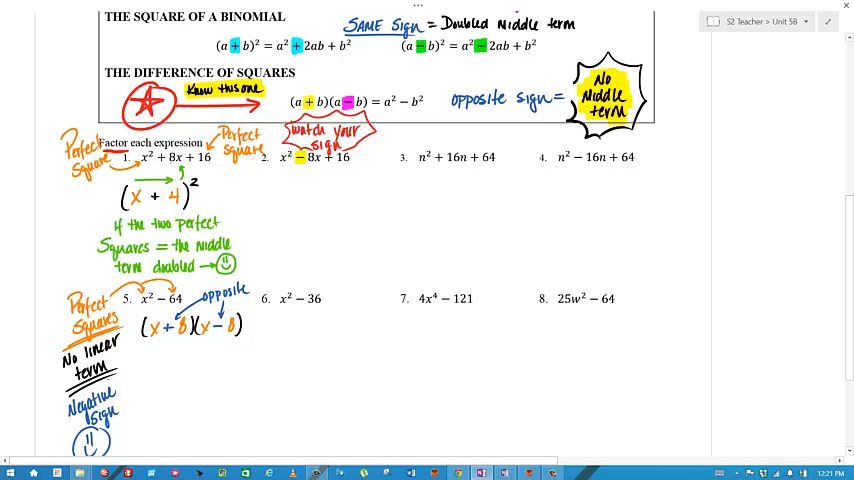 S2 Teacher > Unit 5B
THE SQUARE OF A BINOMIAL
SAME SIGN = Doubled middle term
(a + b)² = a² + 2ab + b²
(a − b)² = a² − 2ab + b²
THE DIFFERENCE OF SQUARES
Know this one
(a + b)(a − b) = a² − b²
opposite sign =
No
Middle
term
Factor each expression
Perfect
Square
Perfect
square
watch your
sign
1. x² + 8x + 16
2. x² − 8x + 16
3. n² + 16n + 64
4. n² − 16n + 64
(x + 4)²
if the two perfect
Squares = the middle
term doubled →
Perfect
Squares
opposite
5. x² − 64
6. x² − 36
7. 4x⁴ − 121
8. 25w² − 64
(x + 8)(x − 8)
No linear
term
Negative
sign
12:21 PM